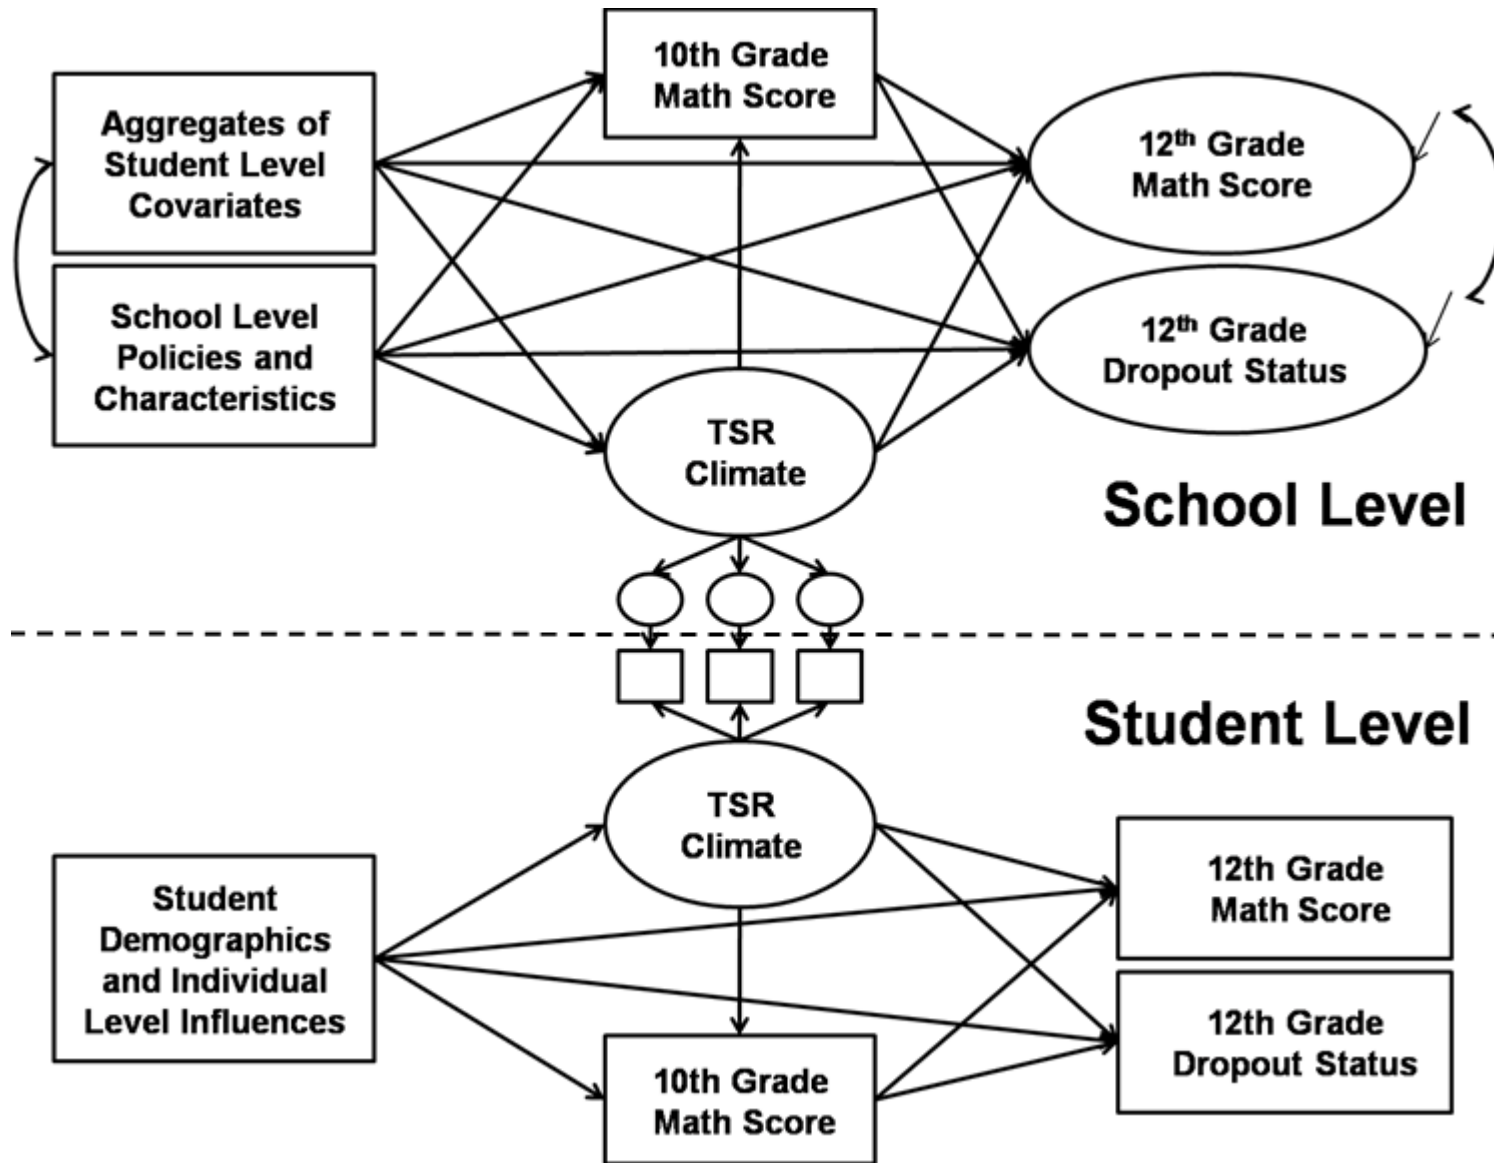 10th Grade
Math Score
Aggregates of
Student Level
Covariates
12th Grade
Math Score
School Level
Policies and
Characteristics
12th Grade
Dropout Status
TSR
Climate
School Level
Student Level
TSR
Climate
12th Grade
Math Score
Student
Demographics
and Individual
Level Influences
12th Grade
Dropout Status
10th Grade
Math Score